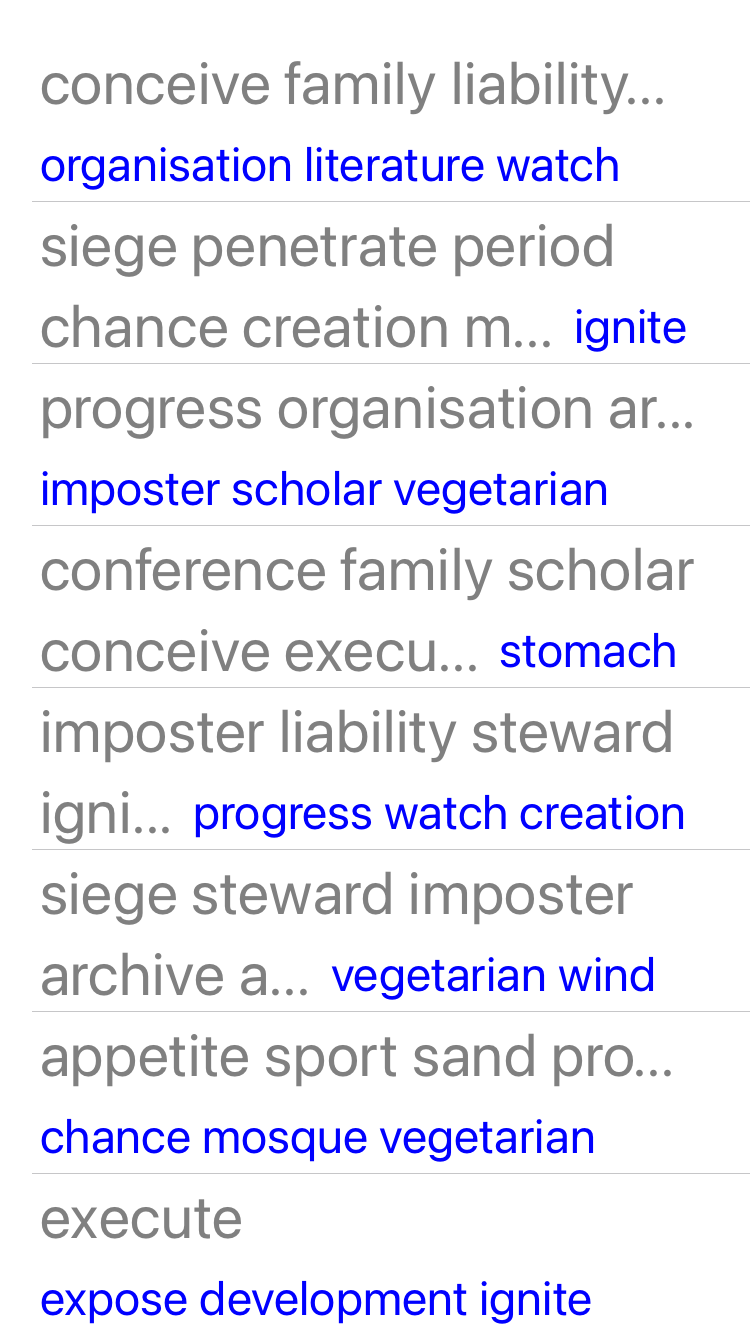 conceive family liability...
organisation literature watch
siege penetrate period
chance creation m... ignite
progress organisation ar...
imposter scholar vegetarian
conference family scholar
conceive execu... stomach
imposter liability steward
igni... progress watch creation
siege steward imposter
archive a... vegetarian wind
appetite sport sand pro...
chance mosque vegetarian
execute
expose development ignite